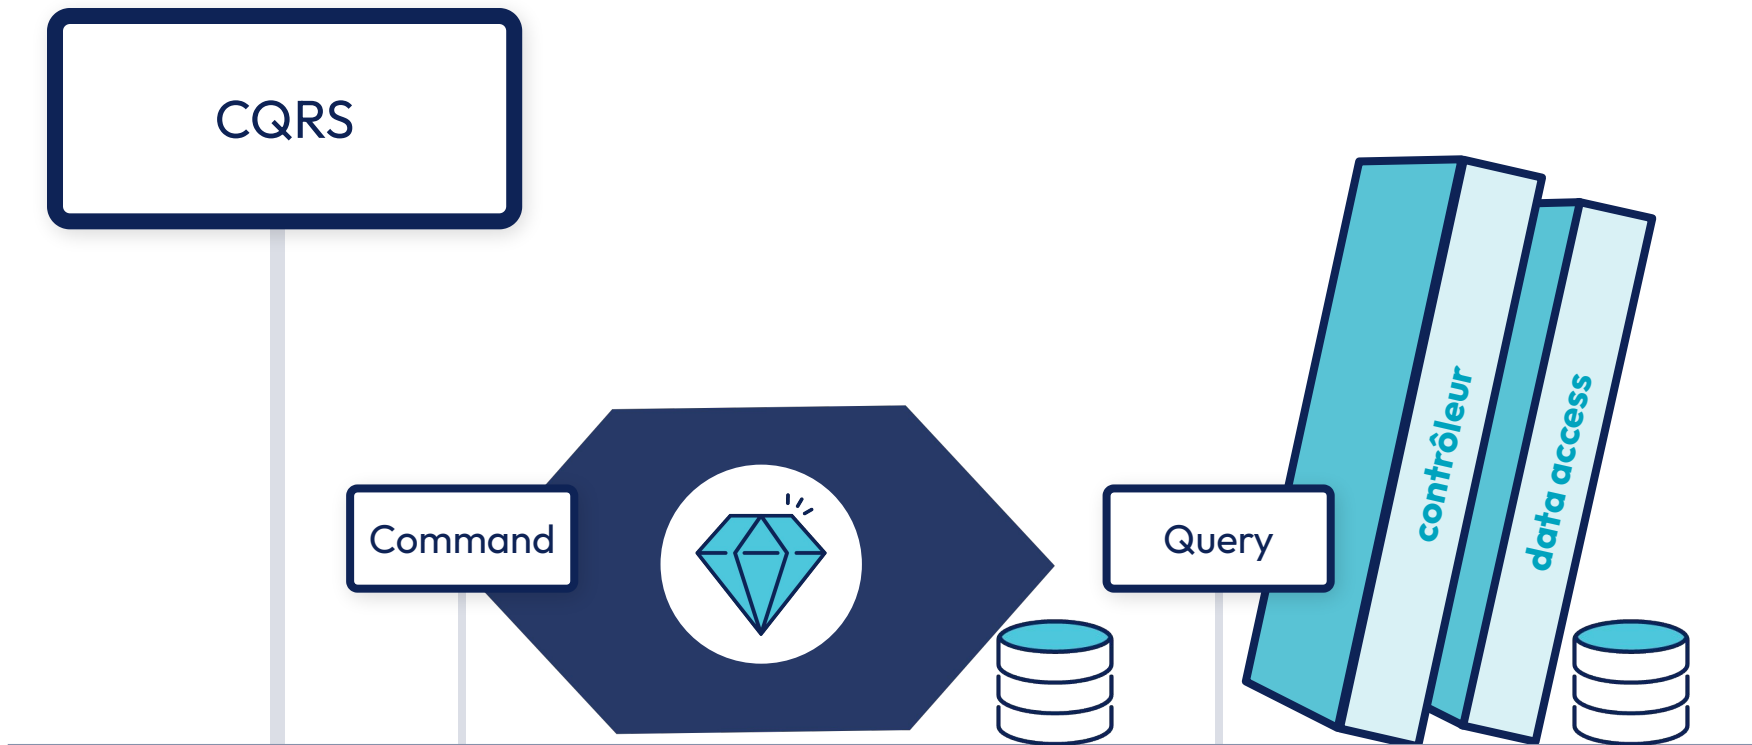 CQRS
Command
Query
contrôleur
data access